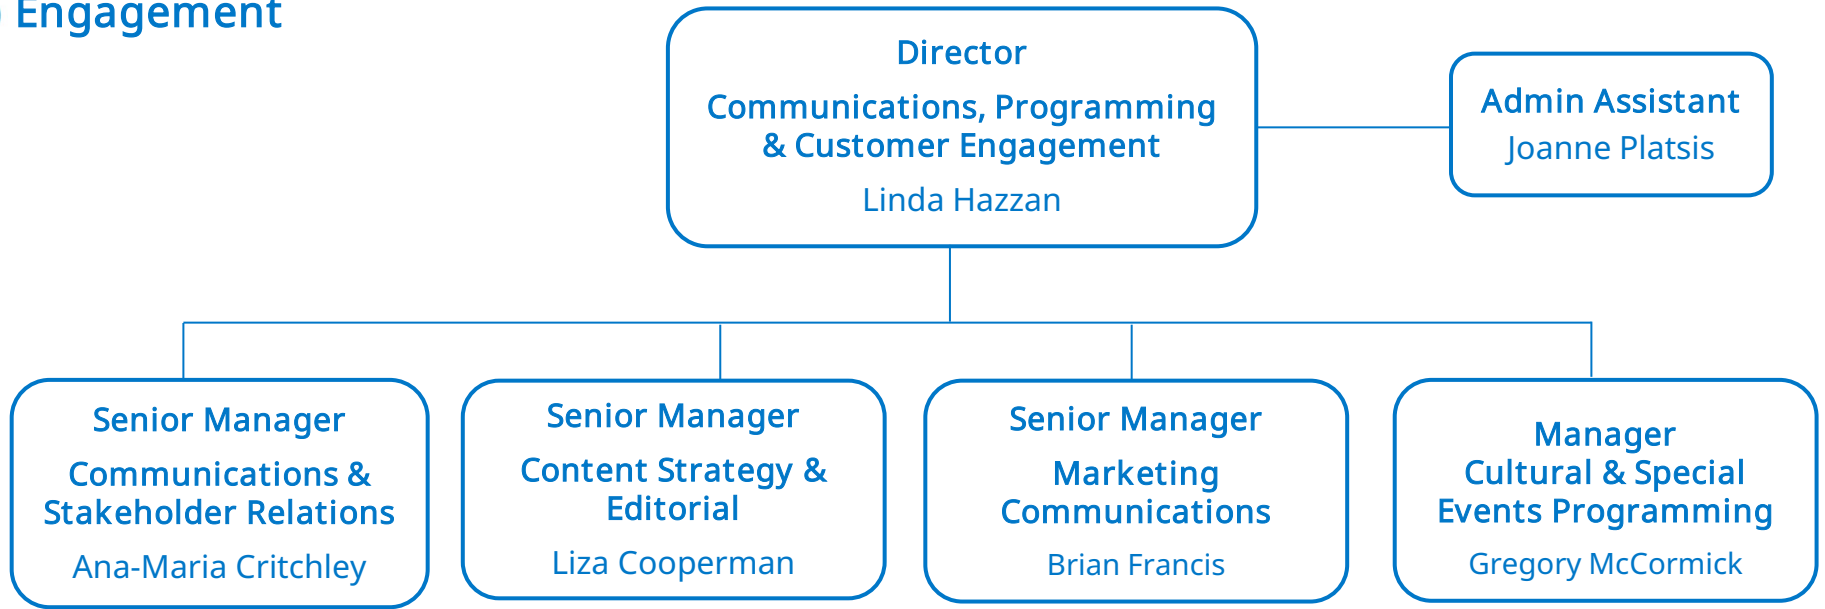 Engagement
Director
Communications, Programming
& Customer Engagement
Linda Hazzan
Admin Assistant
Joanne Platsis
Senior Manager
Communications &
Stakeholder Relations
Ana-Maria Critchley
Senior Manager
Content Strategy &
Editorial
Liza Cooperman
Senior Manager
Marketing
Communications
Brian Francis
Manager
Cultural & Special
Events Programming
Gregory McCormick